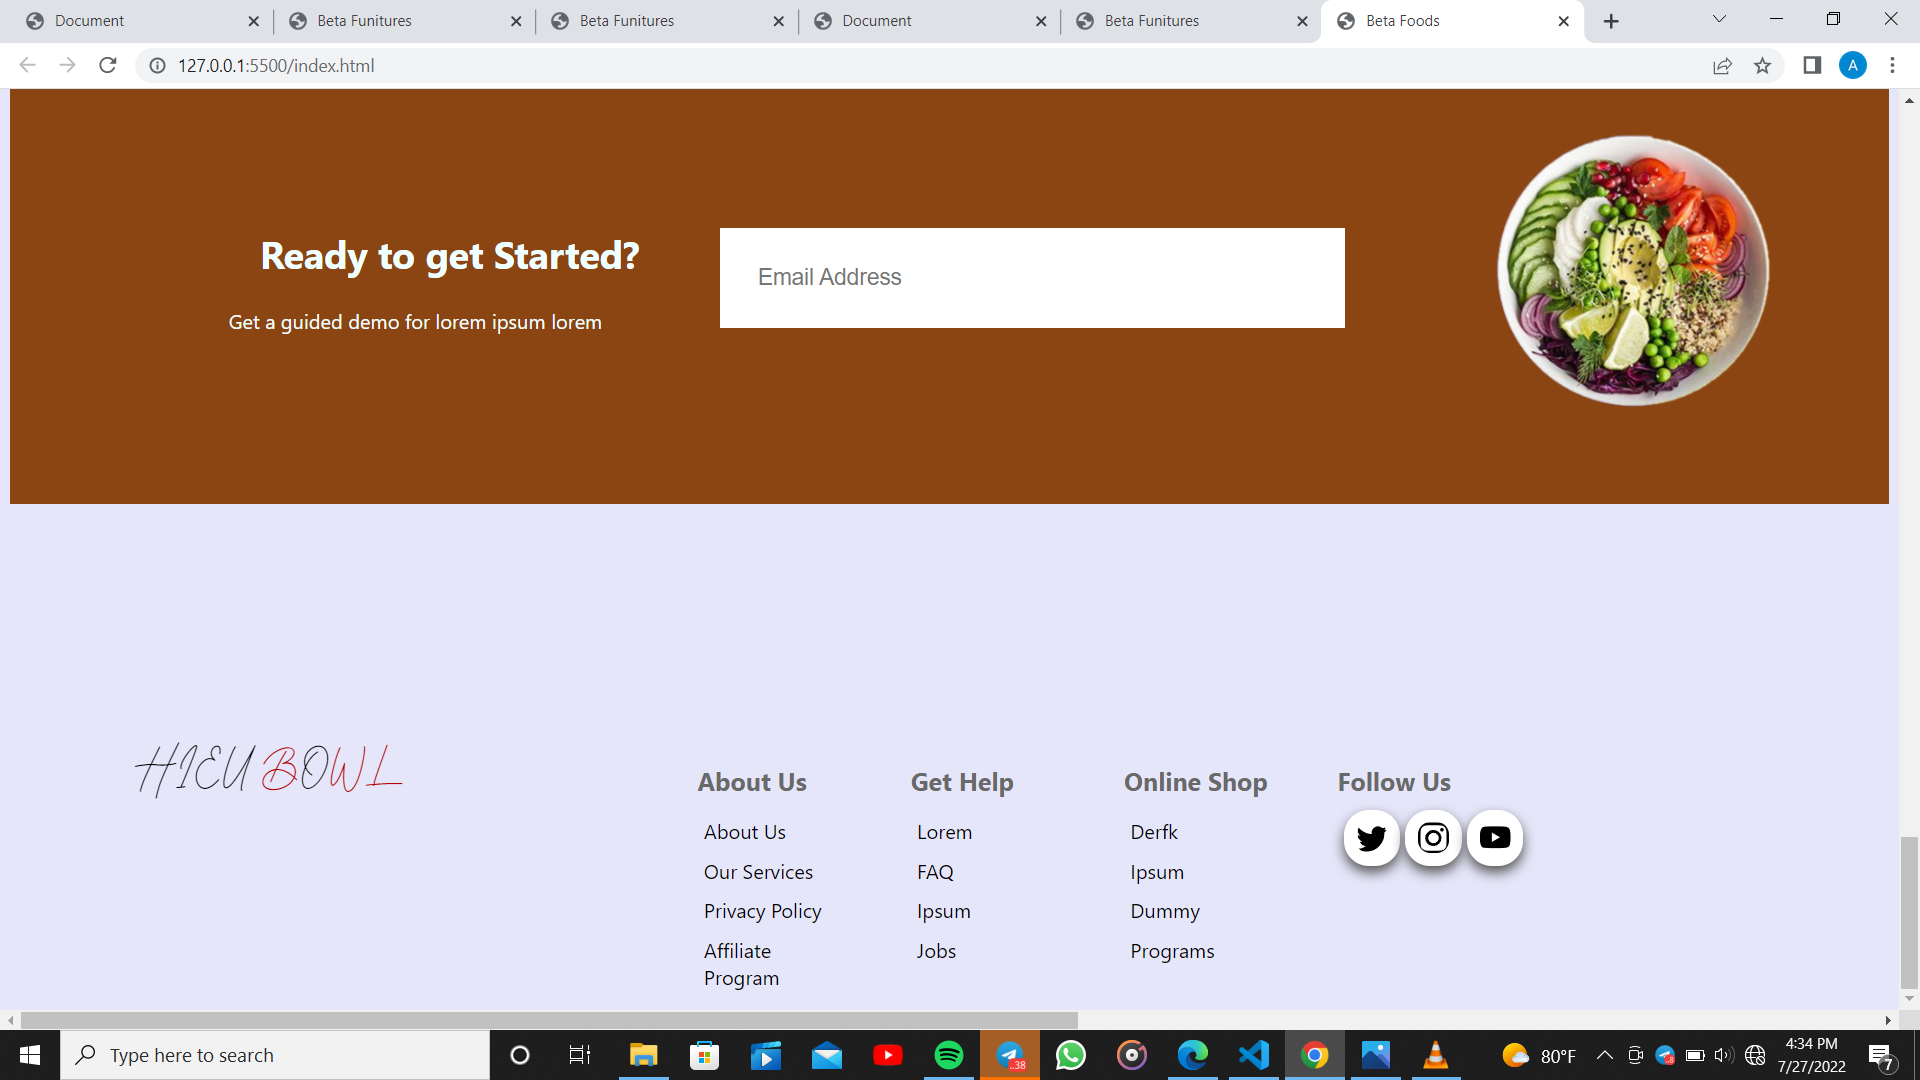 Document
Beta Funitures
Beta Funitures
Document
Beta Funitures
Beta Foods
127.0.0.1:5500/index.html
A
Ready to get Started?
Get a guided demo for lorem ipsum lorem
Email Address
HIEU BOWL
About Us
About Us
Our Services
Privacy Policy
Affiliate
Program
Get Help
Lorem
FAQ
Ipsum
Jobs
Online Shop
Derfk
Ipsum
Dummy
Programs
Follow Us
Type here to search
..38
80°F
4:34 PM
7/27/2022
7